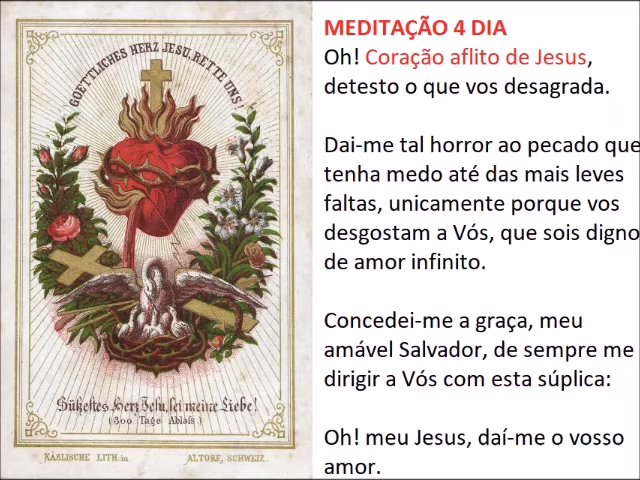 GOETTLICHES HERZ JESU, RETTE UNS!
Süßestes Herz Jesu, sei meine Liebe!
(300 Tage Ablaß)
KÄSLISCHE LITH.in
ALTORF, SCHWEIZ.
MEDITAÇÃO 4 DIA
Oh! Coração aflito de Jesus,
detesto o que vos desagrada.
Dai-me tal horror ao pecado que
tenha medo até das mais leves
faltas, unicamente porque vos
desgostam a Vós, que sois digno
de amor infinito.
Concedei-me a graça, meu
amável Salvador, de sempre me
dirigir a Vós com esta súplica:
Oh! meu Jesus, daí-me o vosso
amor.